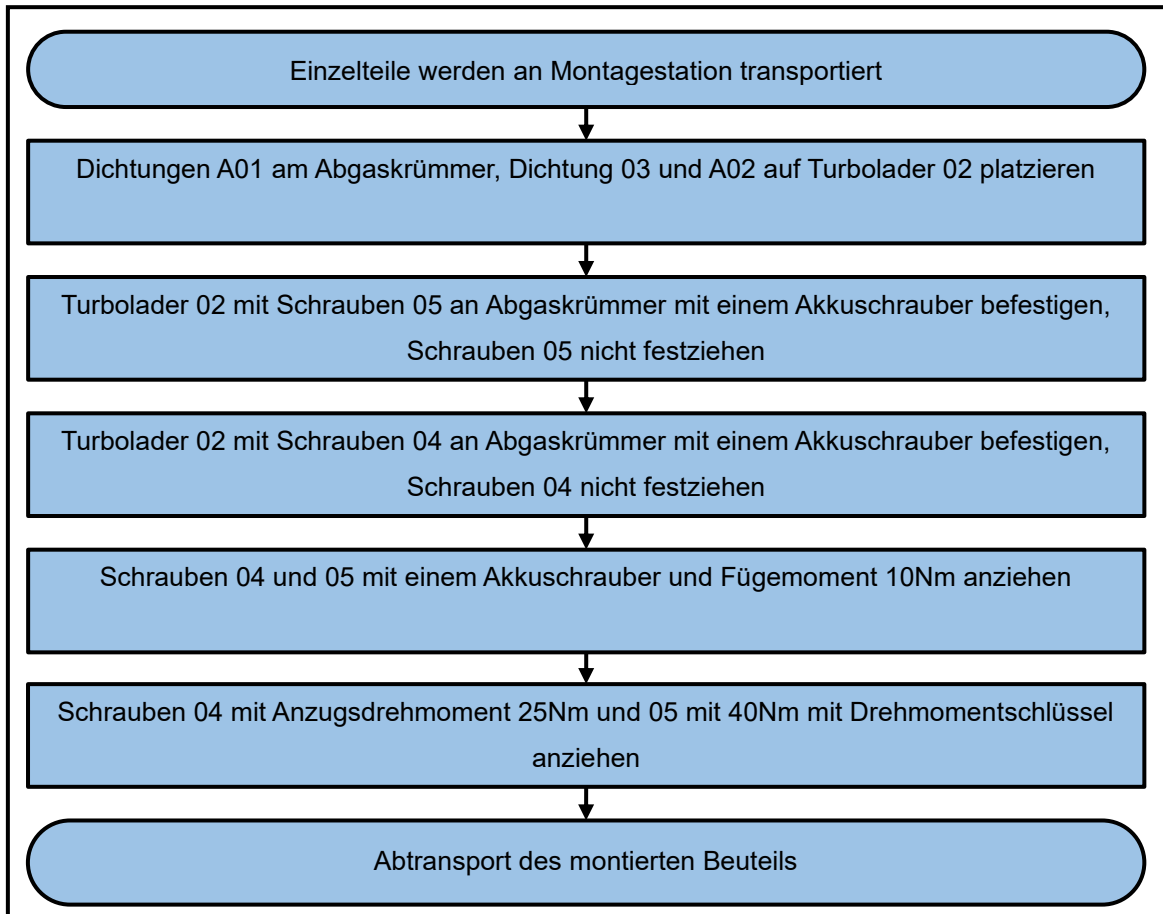 Einzelteile werden an Montagestation transportiert
Dichtungen A01 am Abgaskrümmer, Dichtung 03 und A02 auf Turbolader 02 platzieren
Turbolader 02 mit Schrauben 05 an Abgaskrümmer mit einem Akkuschrauber befestigen,
Schrauben 05 nicht festziehen
Turbolader 02 mit Schrauben 04 an Abgaskrümmer mit einem Akkuschrauber befestigen,
Schrauben 04 nicht festziehen
Schrauben 04 und 05 mit einem Akkuschrauber und Fügemoment 10Nm anziehen
Schrauben 04 mit Anzugsdrehmoment 25Nm und 05 mit 40Nm mit Drehmomentschlüssel
anziehen
Abtransport des montierten Beuteils